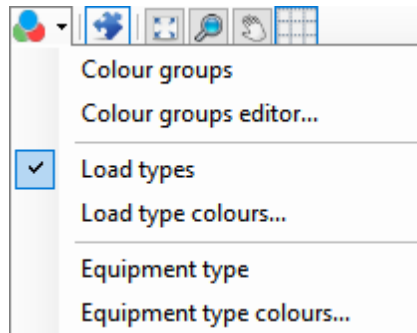 Colour groups
Colour groups editor...
Load types
Load type colours...
Equipment type
Equipment type colours...